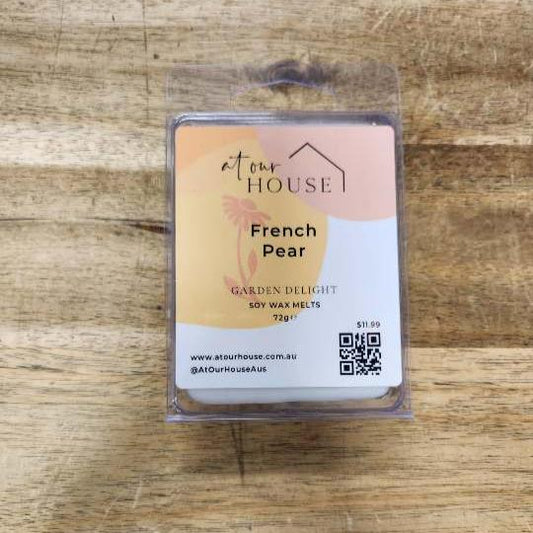 at our
HOUSE
French
Pear
GARDEN DELIGHT
SOY WAX MELTS
72g℮
$11.99
www.atourhouse.com.au
@AtOurHouseAus